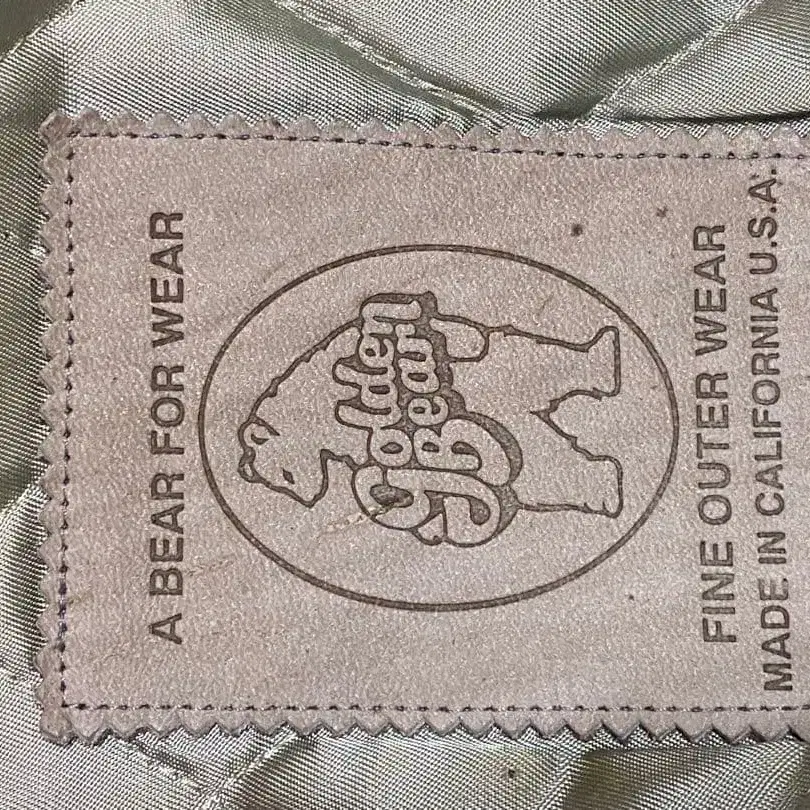 A BEAR FOR WEAR
Golden
Bear
FINE OUTER WEAR
MADE IN CALIFORNIA U.S.A.